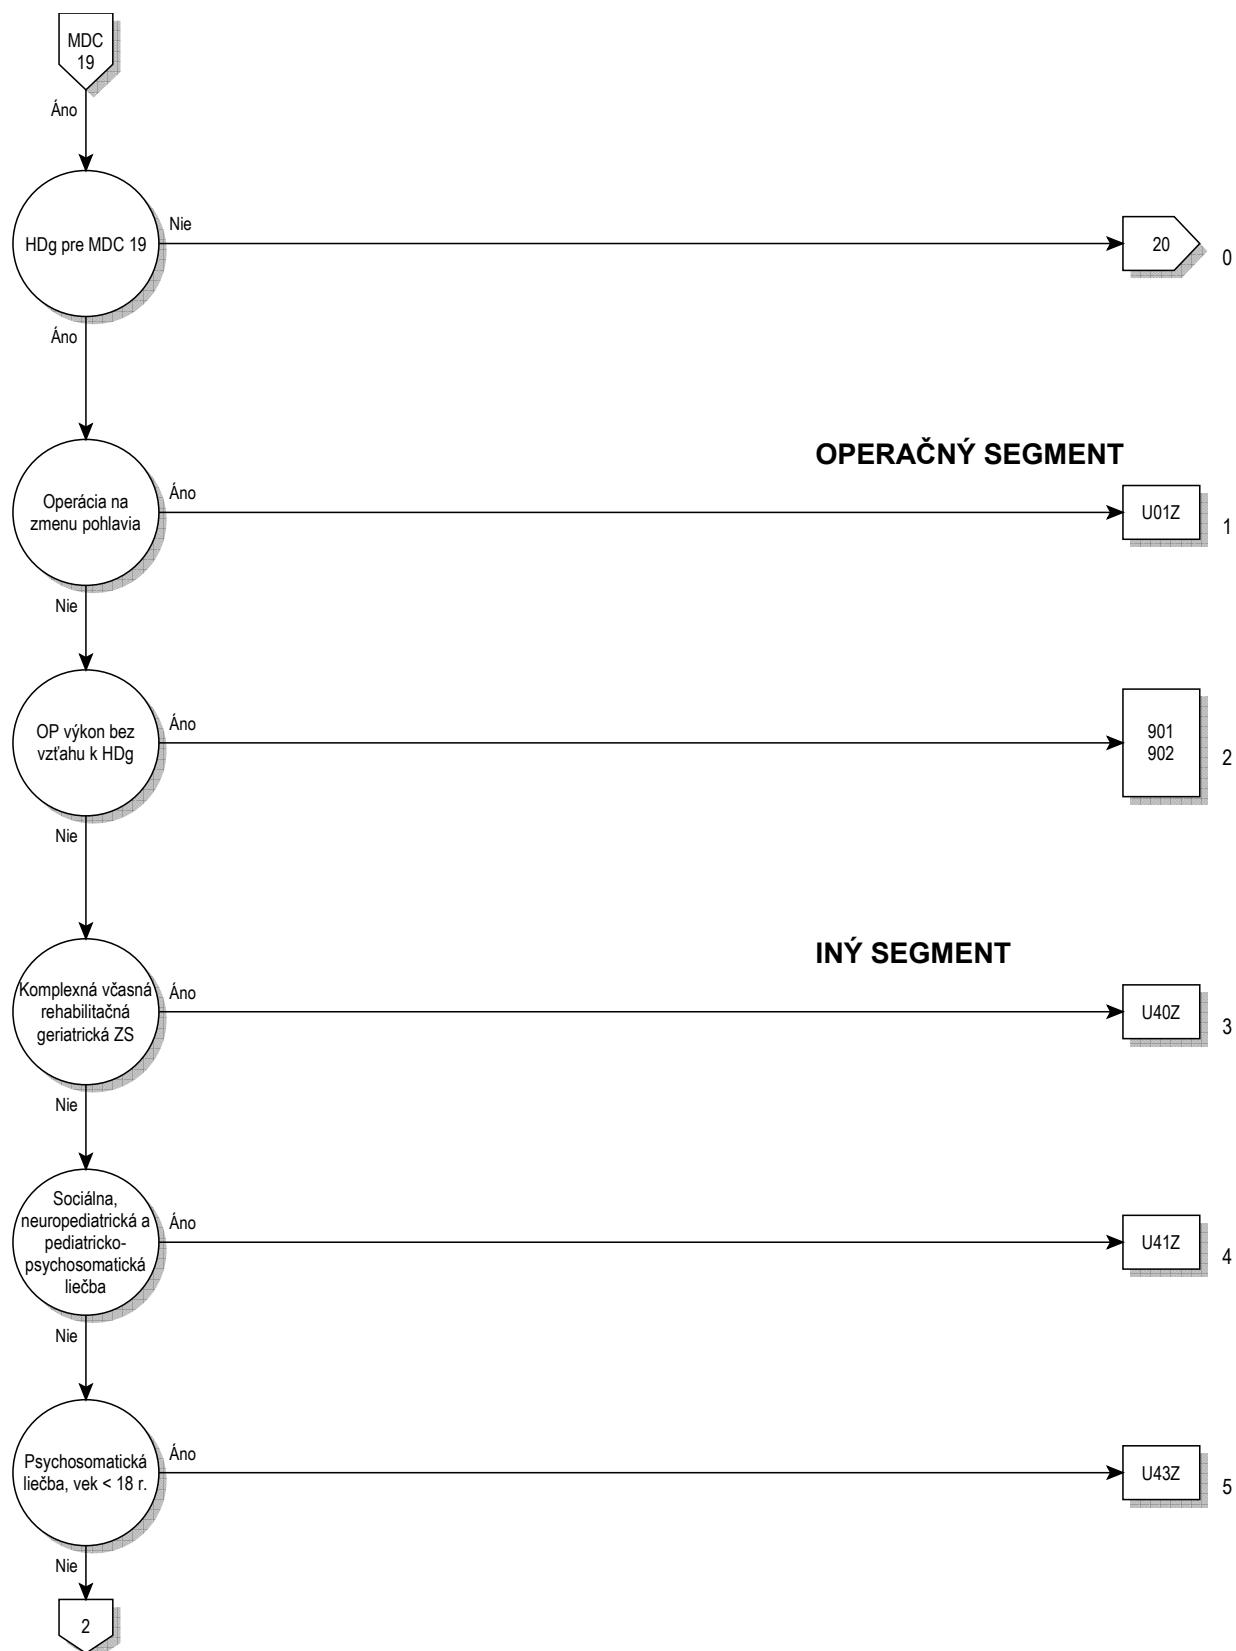 MDC
19
Áno
HDg pre MDC 19
Nie
20
0
Áno
OPERAČNÝ SEGMENT
Operácia na
zmenu pohlavia
Áno
U01Z
1
Nie
OP výkon bez
vzťahu k HDg
Áno
901
902
2
Nie
INÝ SEGMENT
Komplexná včasná
rehabilitačná
geriatrická ZS
Áno
U40Z
3
Nie
Sociálna,
neuropediatrická a
pediatricko-
psychosomatická
liečba
Áno
U41Z
4
Nie
Psychosomatická
liečba, vek < 18 r.
Áno
U43Z
5
Nie
2